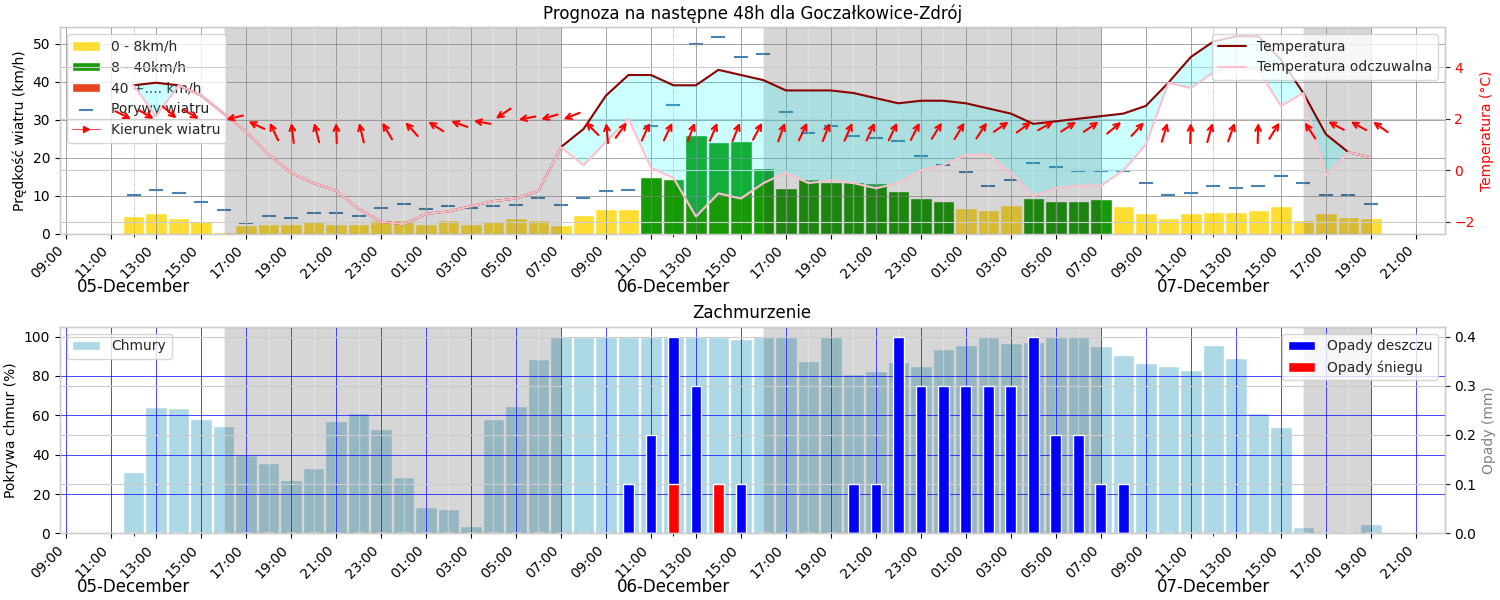 Prognoza na następne 48h dla Goczałkowice-Zdrój
Prędkość wiatru (km/h)
50
40
30
20
10
0
0 - 8km/h
8 - 40km/h
40 +.... km/h
Porywy wiatru
Kierunek wiatru
Temperatura
Temperatura odczuwalna
4
2
0
−2
Temperatura (°C)
09:00 11:00 13:00 15:00 17:00 19:00 21:00 23:00 01:00 03:00 05:00 07:00 09:00 11:00 13:00 15:00 17:00 19:00 21:00 23:00 01:00 03:00 05:00 07:00 09:00 11:00 13:00 15:00 17:00 19:00 21:00
05-December 06-December 07-December
Zachmurzenie
Pokrywa chmur (%)
100
80
60
40
20
0
Chmury
Opady deszczu
Opady śniegu
0.4
0.3
0.2
0.1
0.0
Opady (mm)
09:00 11:00 13:00 15:00 17:00 19:00 21:00 23:00 01:00 03:00 05:00 07:00 09:00 11:00 13:00 15:00 17:00 19:00 21:00 23:00 01:00 03:00 05:00 07:00 09:00 11:00 13:00 15:00 17:00 19:00 21:00
05-December 06-December 07-December